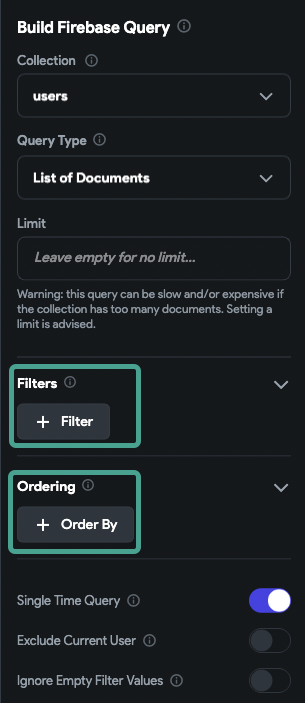 Build Firebase Query
Collection
users
Query Type
List of Documents
Limit
Leave empty for no limit...
Warning: this query can be slow and/or expensive if
the collection has too many documents. Setting a
limit is advised.
Filters
+ Filter
Ordering
+ Order By
Single Time Query
Exclude Current User
Ignore Empty Filter Values